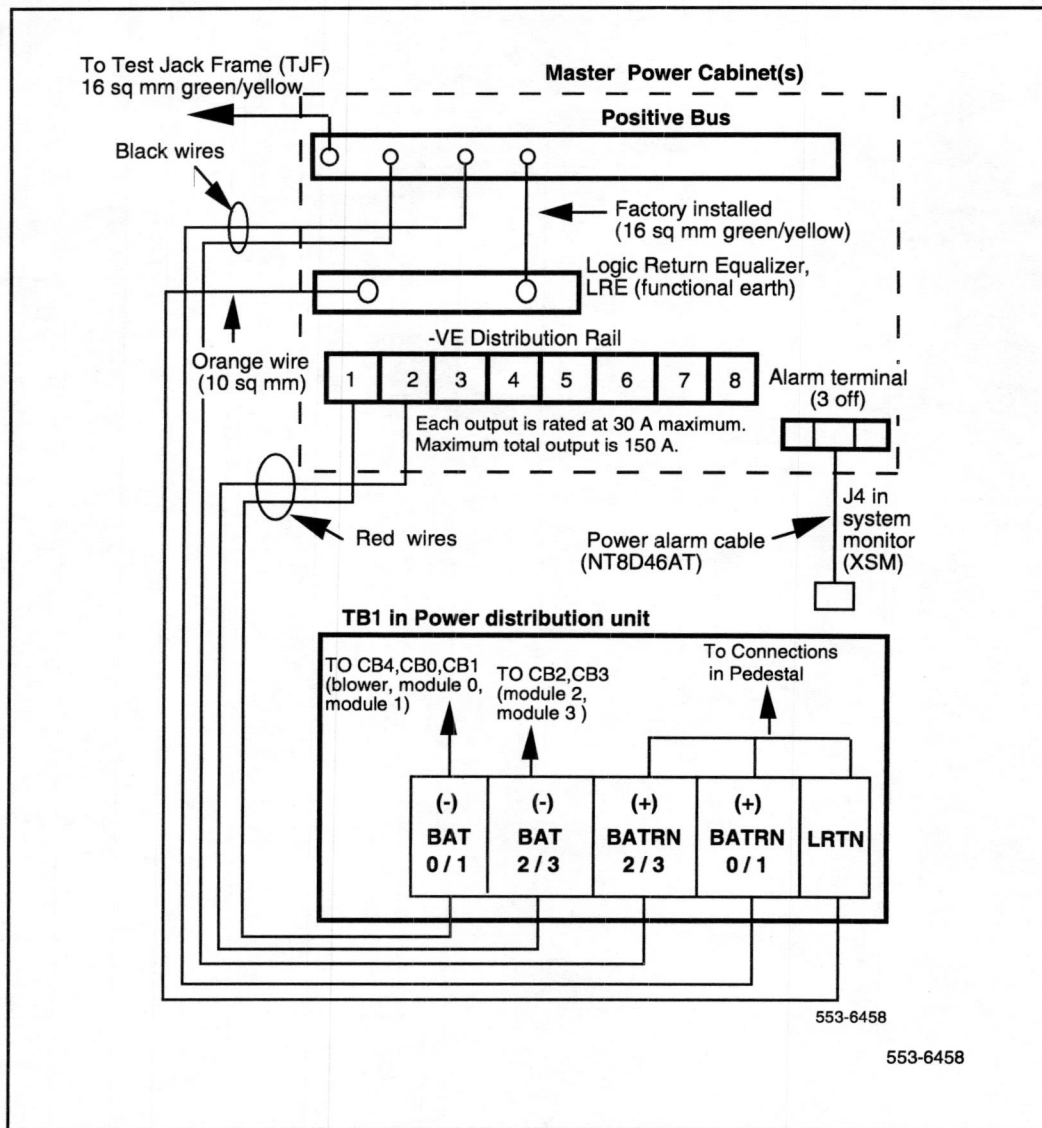 To Test Jack Frame (TJF)
16 sq mm green/yellow
Master Power Cabinet(s)
Positive Bus
Black wires
Factory installed
(16 sq mm green/yellow)
Logic Return Equalizer,
LRE (functional earth)
-VE Distribution Rail
Orange wire
(10 sq mm)
1 2 3 4 5 6 7 8
Alarm terminal
(3 off)
Each output is rated at 30 A maximum.
Maximum total output is 150 A.
Red wires
Power alarm cable
(NT8D46AT)
J4 in
system
monitor
(XSM)
TB1 in Power distribution unit
TO CB4,CB0,CB1
(blower, module 0,
module 1)
TO CB2,CB3
(module 2,
module 3 )
To Connections
in Pedestal
(-)
BAT
0 / 1
(-)
BAT
2 / 3
(+)
BATRN
2 / 3
(+)
BATRN
0 / 1
LRTN
553-6458
553-6458